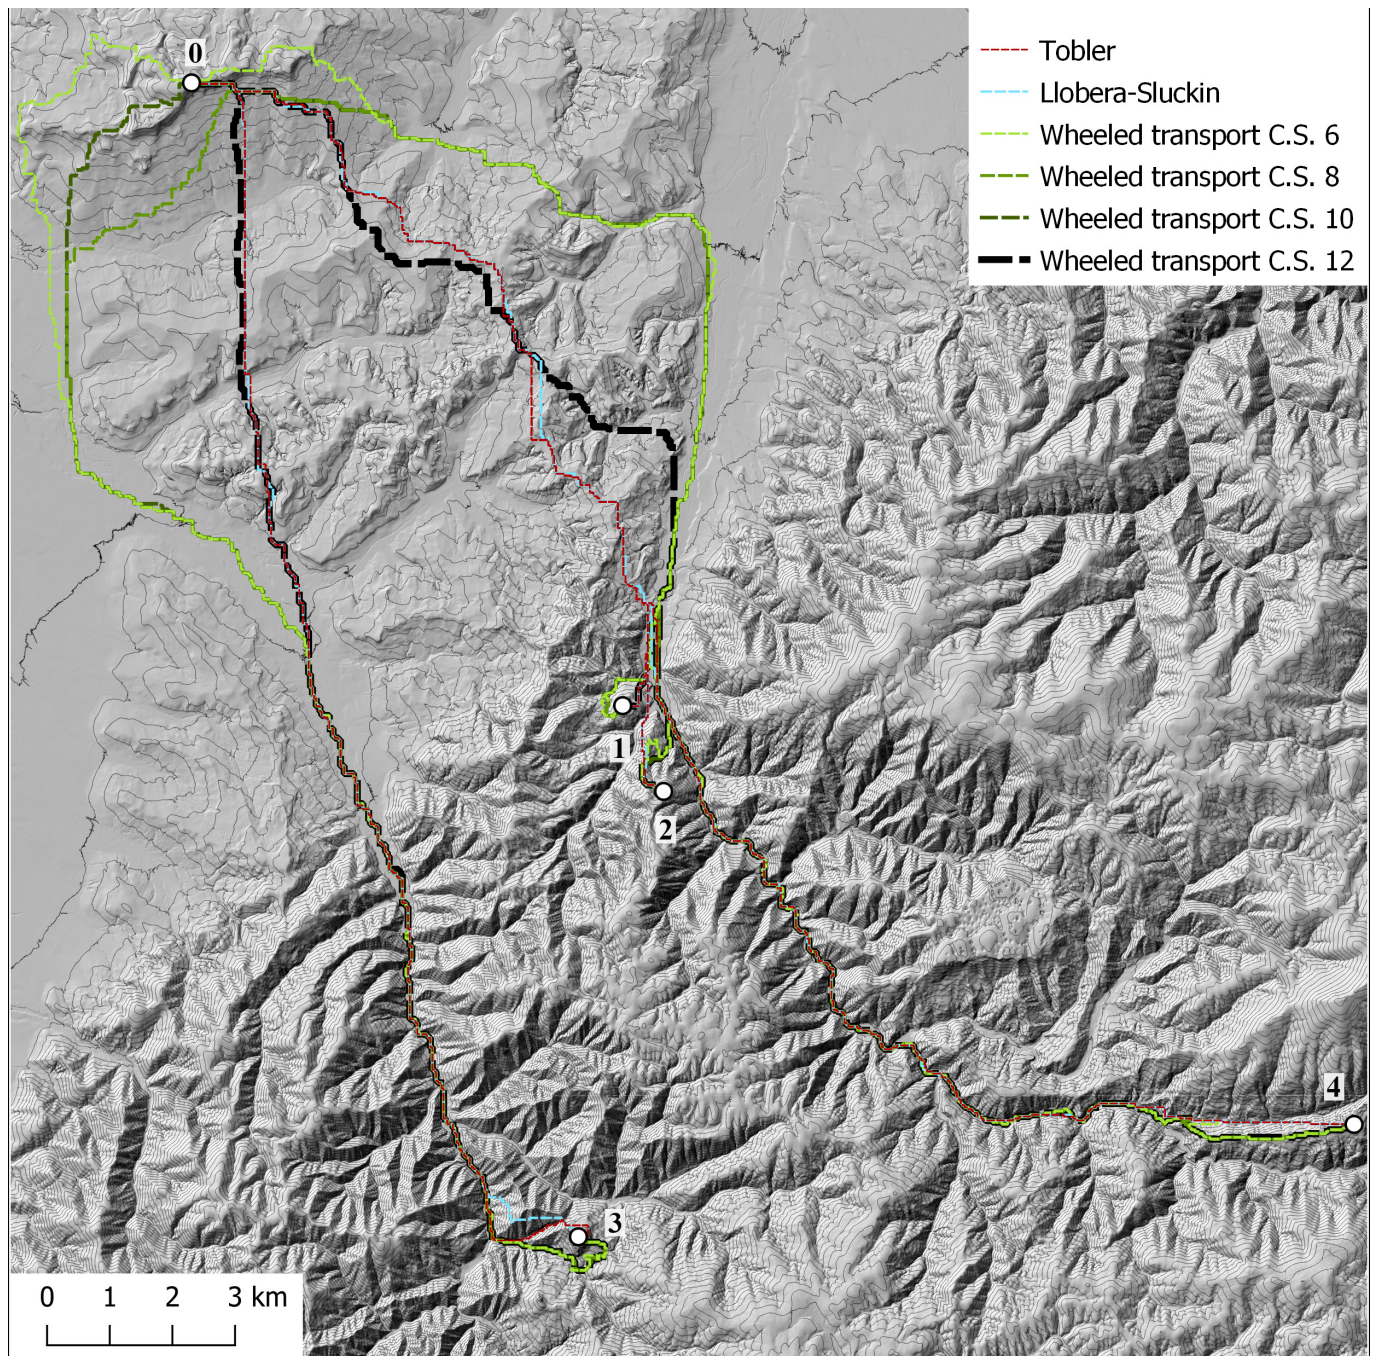 0
Tobler
Llobera-Sluckin
Wheeled transport C.S. 6
Wheeled transport C.S. 8
Wheeled transport C.S. 10
Wheeled transport C.S. 12
1
2
4
3
0 1 2 3 km